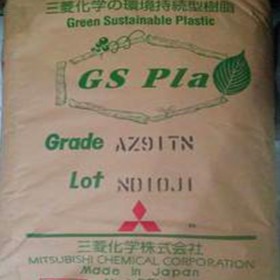 三菱化学の環境持続型樹脂
Green Sustainable Plastic
GS Pla
Grade AZ91TN
Lot N010J1
三菱化学株式会社
MITSUBISHI CHEMICAL CORPORATION
Made in Japan